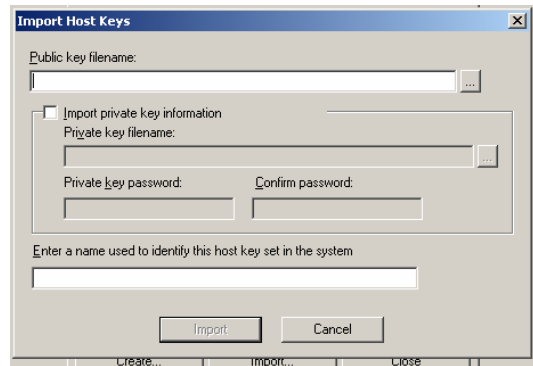 Import Host Keys
Public key filename:
...
Import private key information
Private key filename:
...
Private key password: Confirm password:
Enter a name used to identify this host key set in the system
Import Cancel
Create... Import... Close